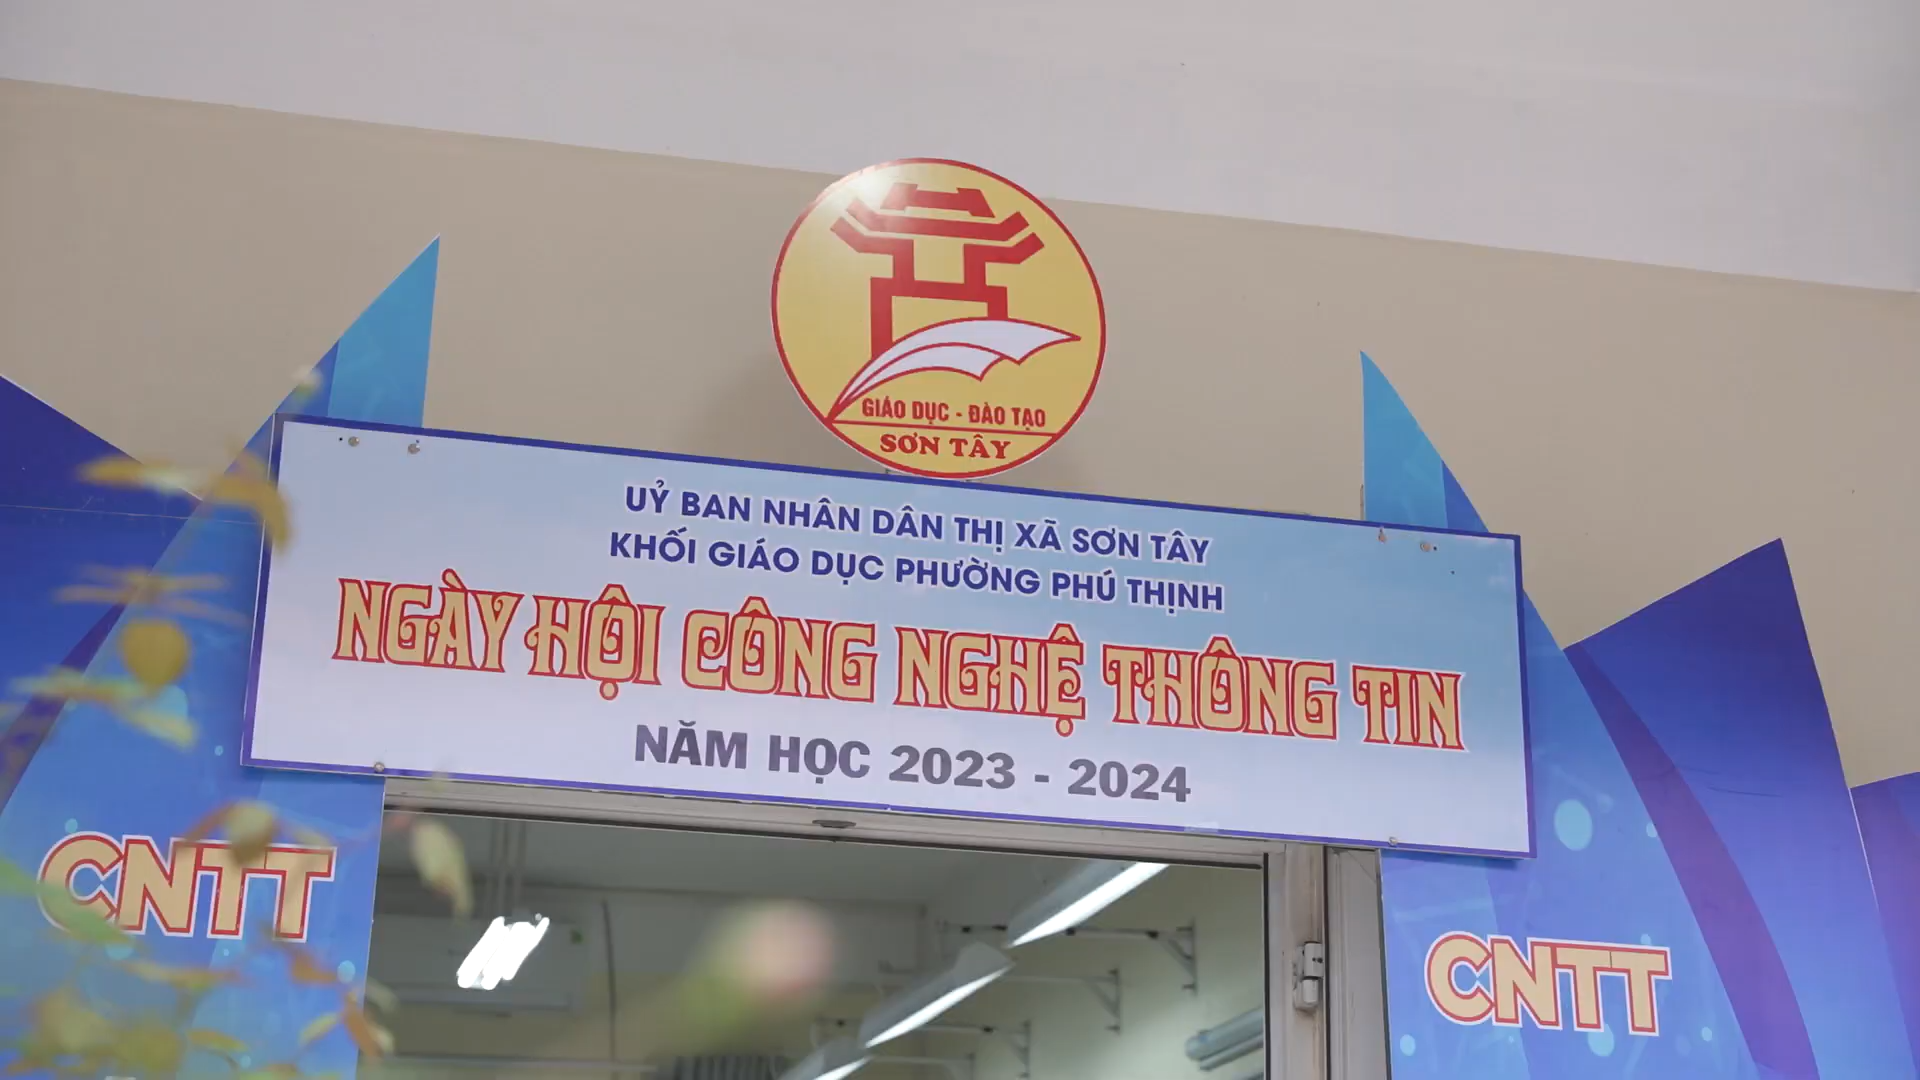 GIÁO DỤC - ĐÀO TẠO
SƠN TÂY
UỶ BAN NHÂN DÂN THỊ XÃ SƠN TÂY
KHỐI GIÁO DỤC PHƯỜNG PHÚ THỊNH
NGÀY HỘI CÔNG NGHỆ THÔNG TIN
NĂM HỌC 2023 - 2024
CNTT
CNTT